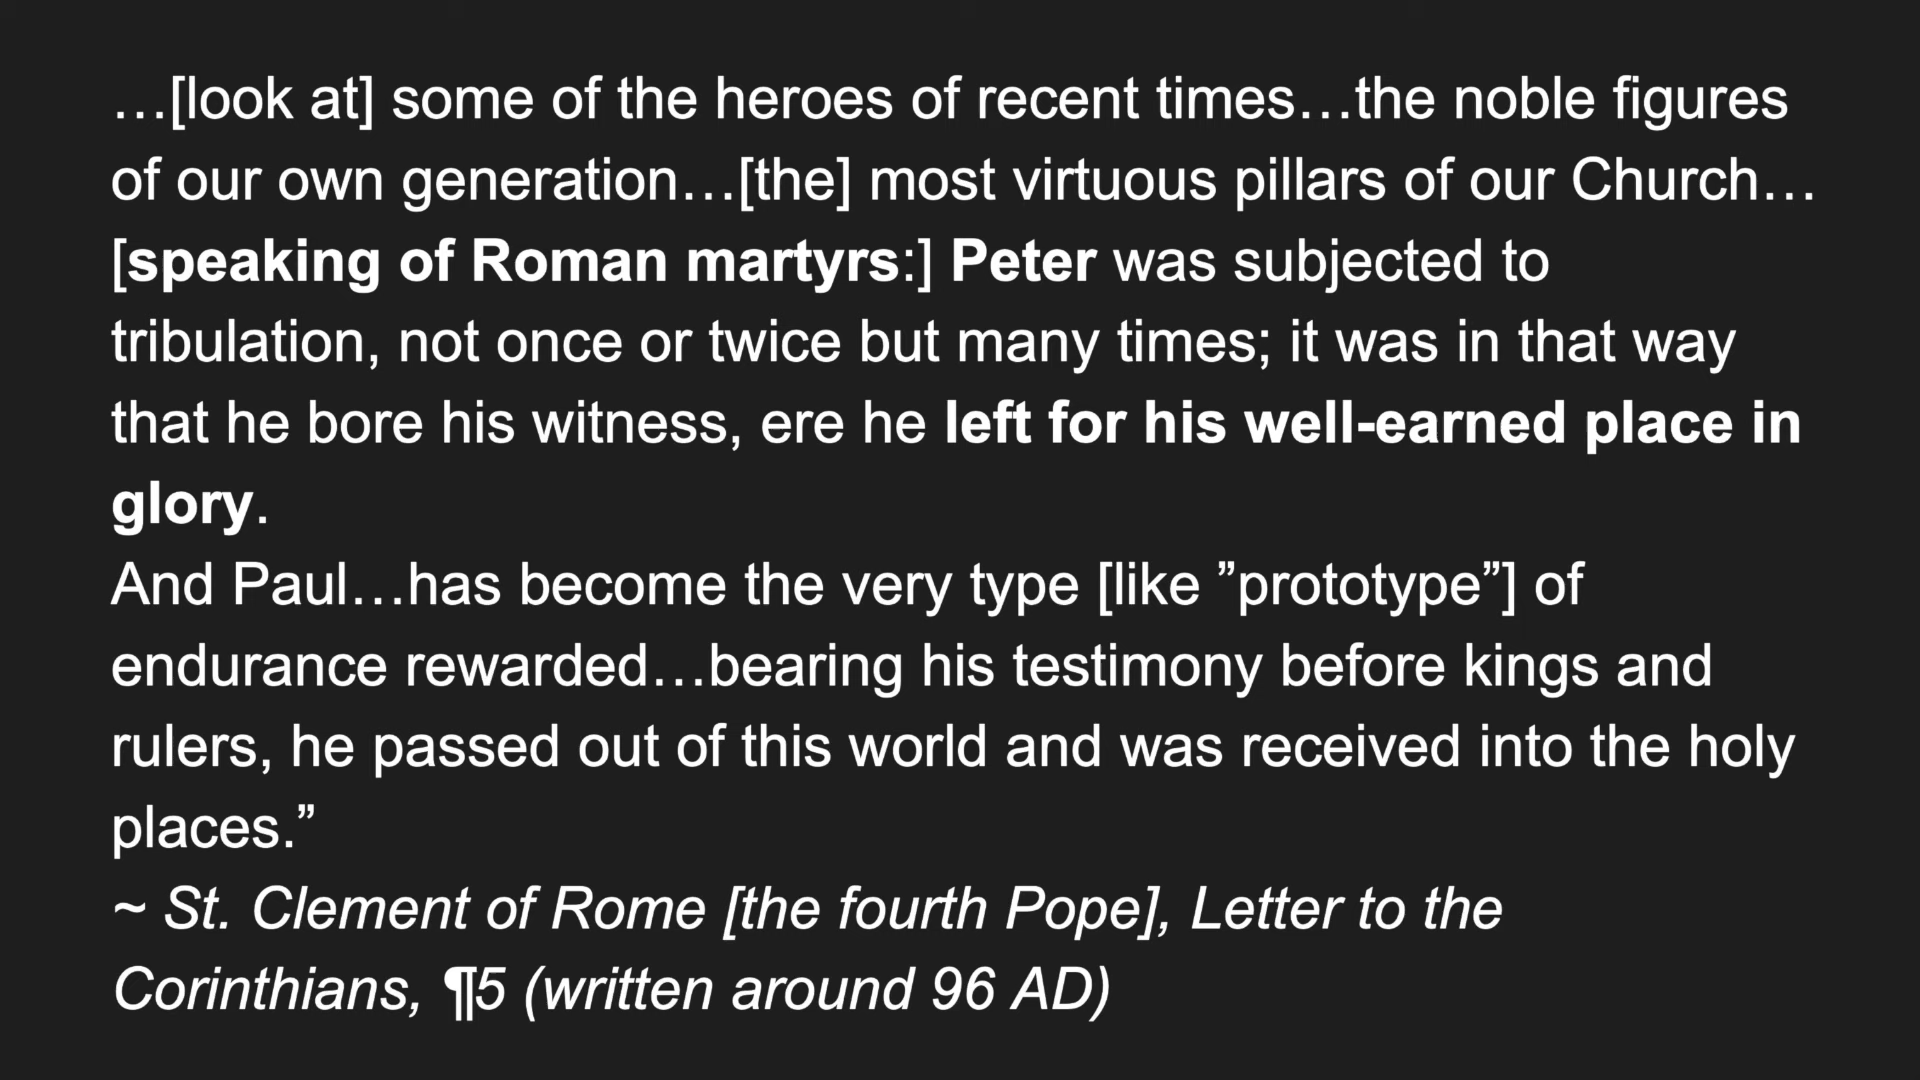 …[look at] some of the heroes of recent times…the noble figures
of our own generation…[the] most virtuous pillars of our Church…
[speaking of Roman martyrs:] Peter was subjected to
tribulation, not once or twice but many times; it was in that way
that he bore his witness, ere he left for his well-earned place in
glory.
And Paul…has become the very type [like ”prototype”] of
endurance rewarded…bearing his testimony before kings and
rulers, he passed out of this world and was received into the holy
places.”
~ St. Clement of Rome [the fourth Pope], Letter to the
Corinthians, ¶5 (written around 96 AD)